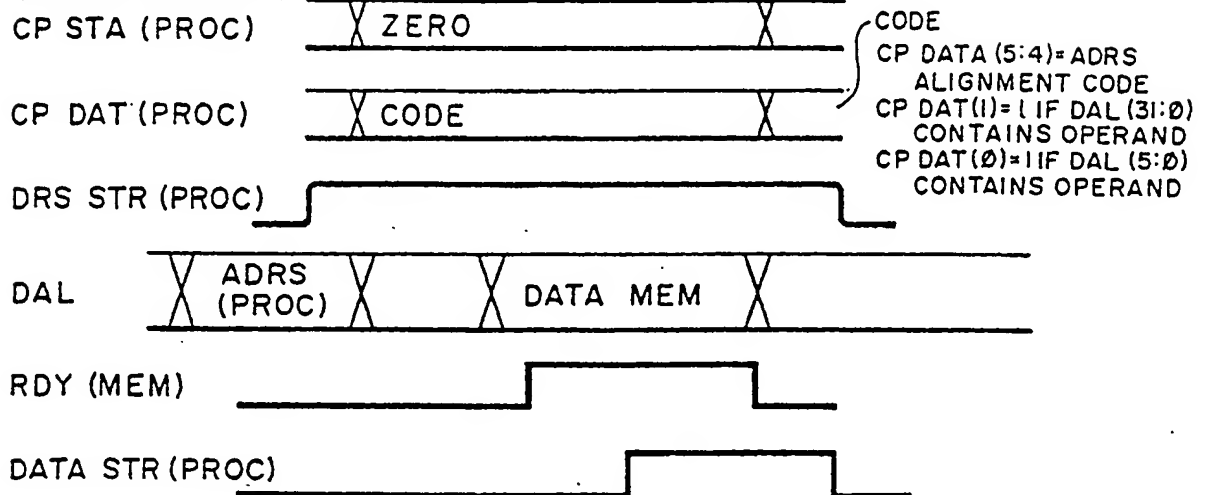 CP STA (PROC)
ZERO
CODE
CP DATA (5:4)= ADRS
ALIGNMENT CODE
CP DAT(1)= 1 IF DAL (31:0)
CONTAINS OPERAND
CP DAT(0)=1 IF DAL (5:0)
CONTAINS OPERAND
CP DAT (PROC)
CODE
DRS STR (PROC)
DAL
ADRS
(PROC)
DATA MEM
RDY (MEM)
DATA STR (PROC)